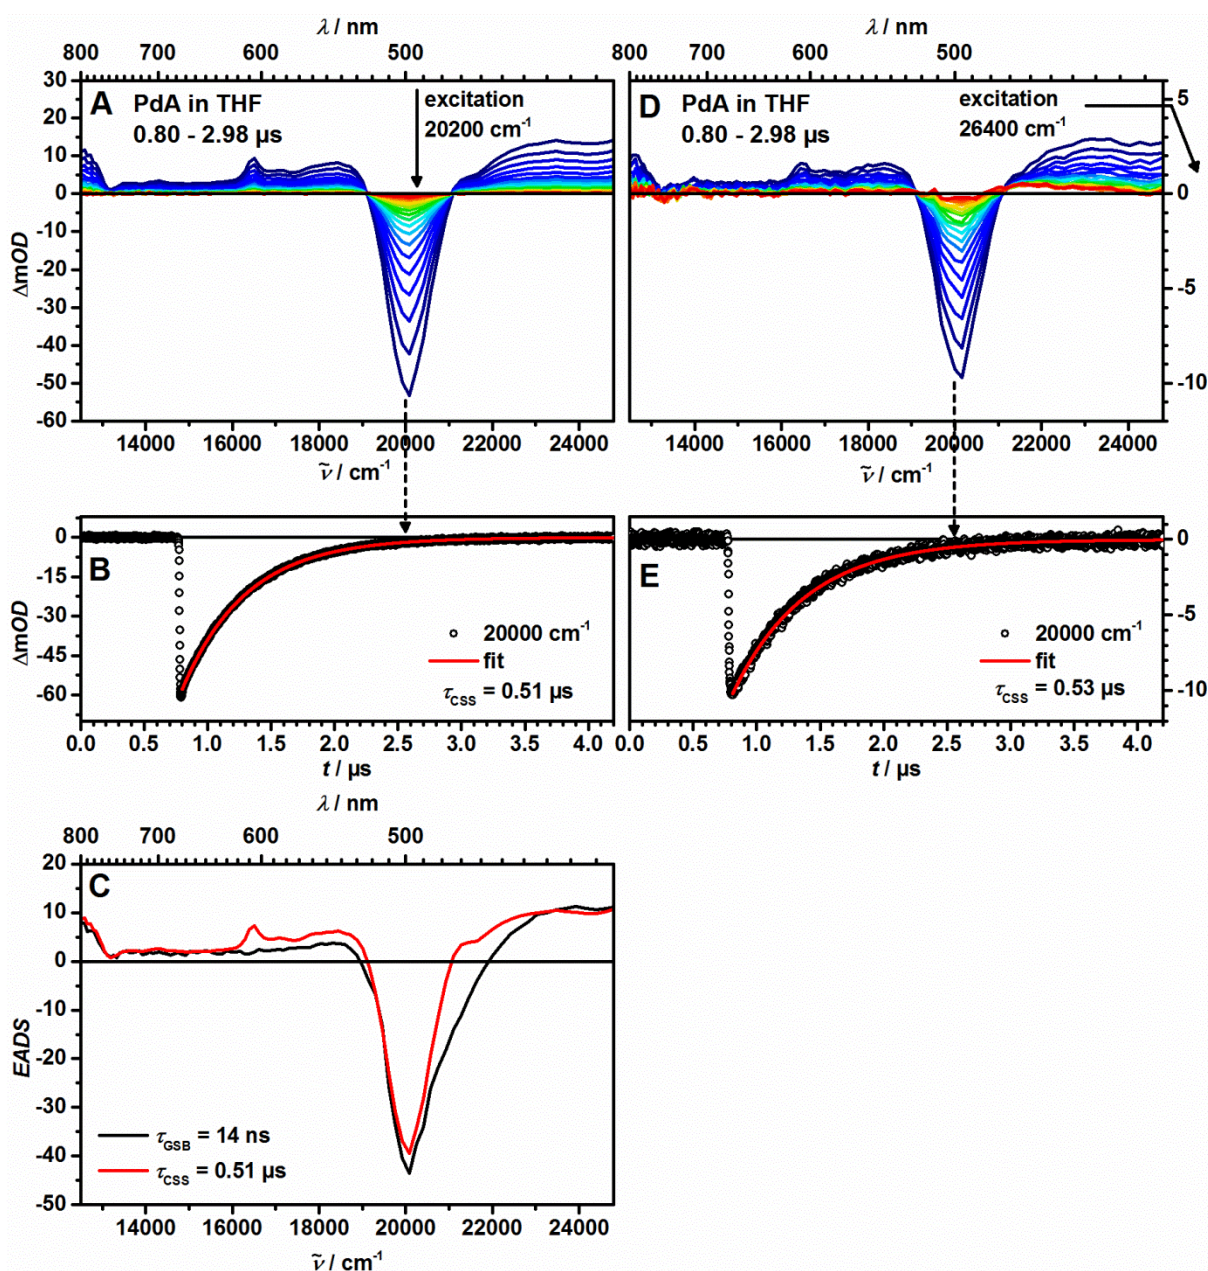 λ / nm
800 700 600 500
30
20
10
0
-10
-20
-30
-40
-50
-60
ΔmOD
A
PdA in THF
0.80 - 2.98 µs
excitation
20200 cm⁻¹
14000 16000 18000 20000 22000 24000
ṽ / cm⁻¹
λ / nm
800 700 600 500
D
PdA in THF
0.80 - 2.98 µs
excitation
26400 cm⁻¹
5
0
-5
-10
14000 16000 18000 20000 22000 24000
ṽ / cm⁻¹
0
-15
-30
-45
-60
ΔmOD
B
20000 cm⁻¹
fit
τCSS = 0.51 µs
0.0 0.5 1.0 1.5 2.0 2.5 3.0 3.5 4.0
t / µs
E
20000 cm⁻¹
fit
τCSS = 0.53 µs
0
-5
-10
0.0 0.5 1.0 1.5 2.0 2.5 3.0 3.5 4.0
t / µs
λ / nm
800 700 600 500
20
10
0
-10
-20
-30
-40
-50
EADS
C
τGSB = 14 ns
τCSS = 0.51 µs
14000 16000 18000 20000 22000 24000
ṽ / cm⁻¹